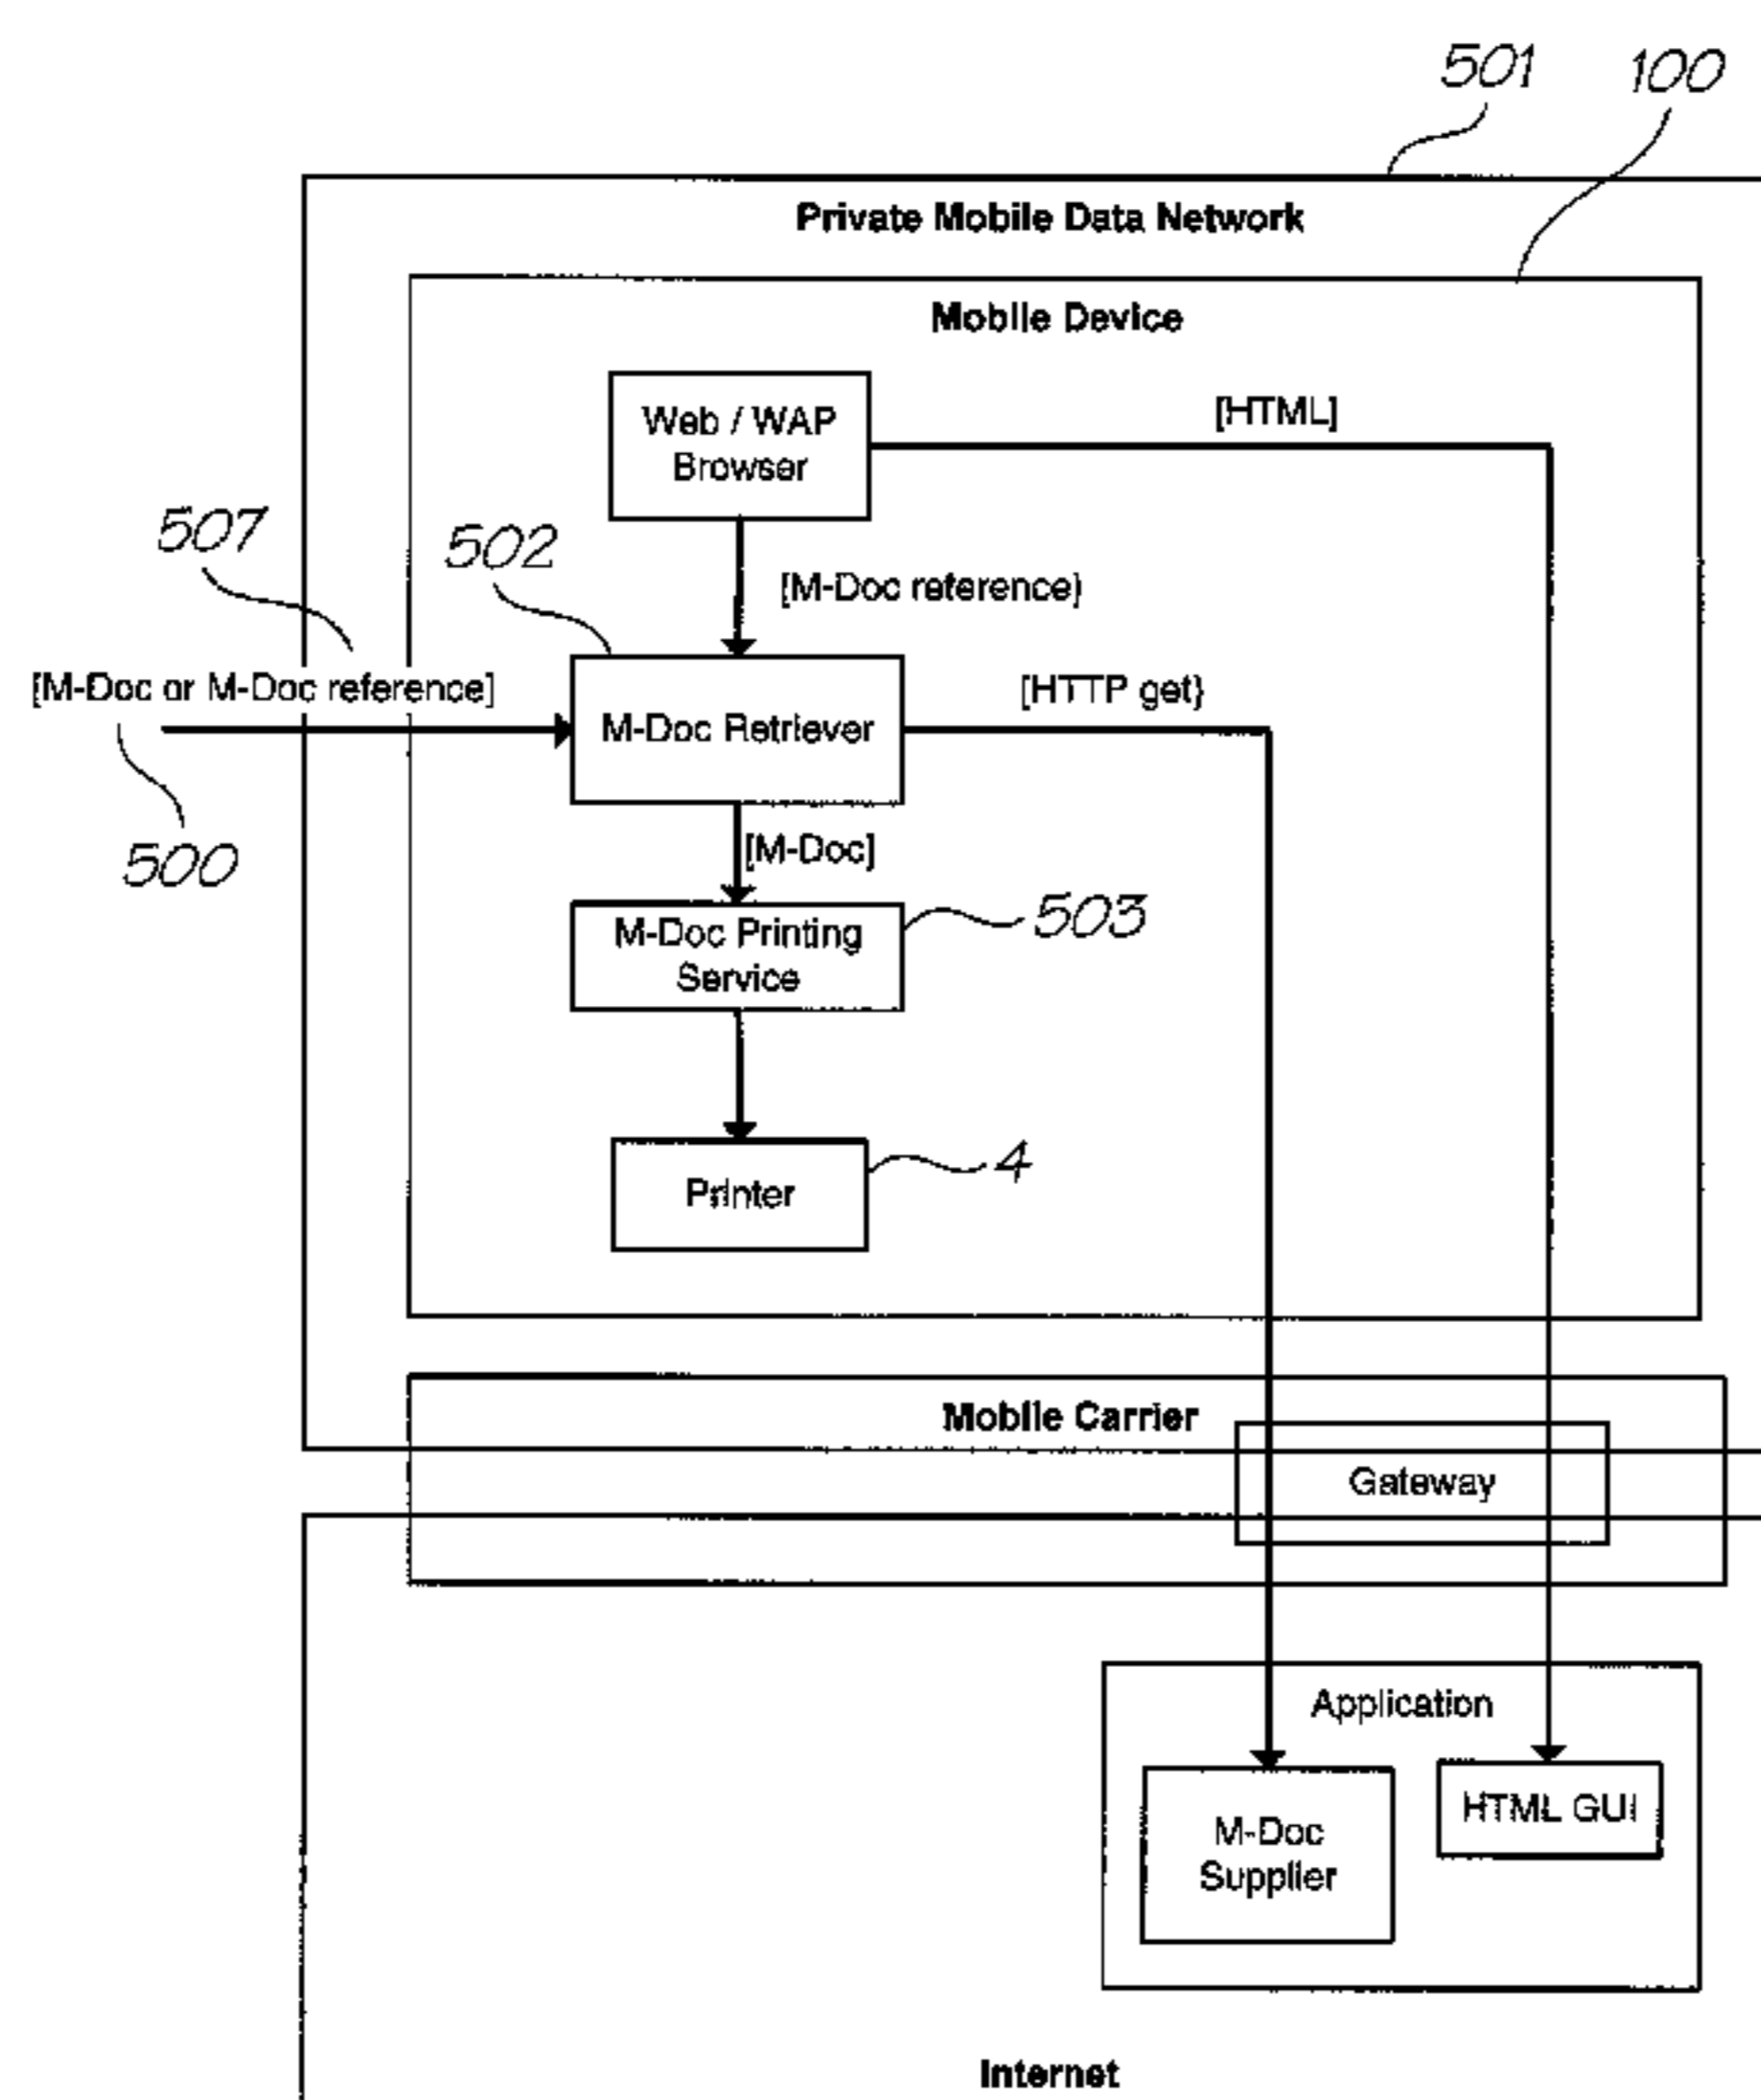 501
100
Private Mobile Data Network
Mobile Device
Web / WAP
Browser
[HTML]
507
502
[M-Doc reference}
[M-Doc or M-Doc reference]
M-Doc Retriever
[HTTP get}
500
[M-Doc]
M-Doc Printing
Service
503
Printer
4
Mobile Carrier
Gateway
Application
M-Doc
Supplier
HTML GUI
Internet